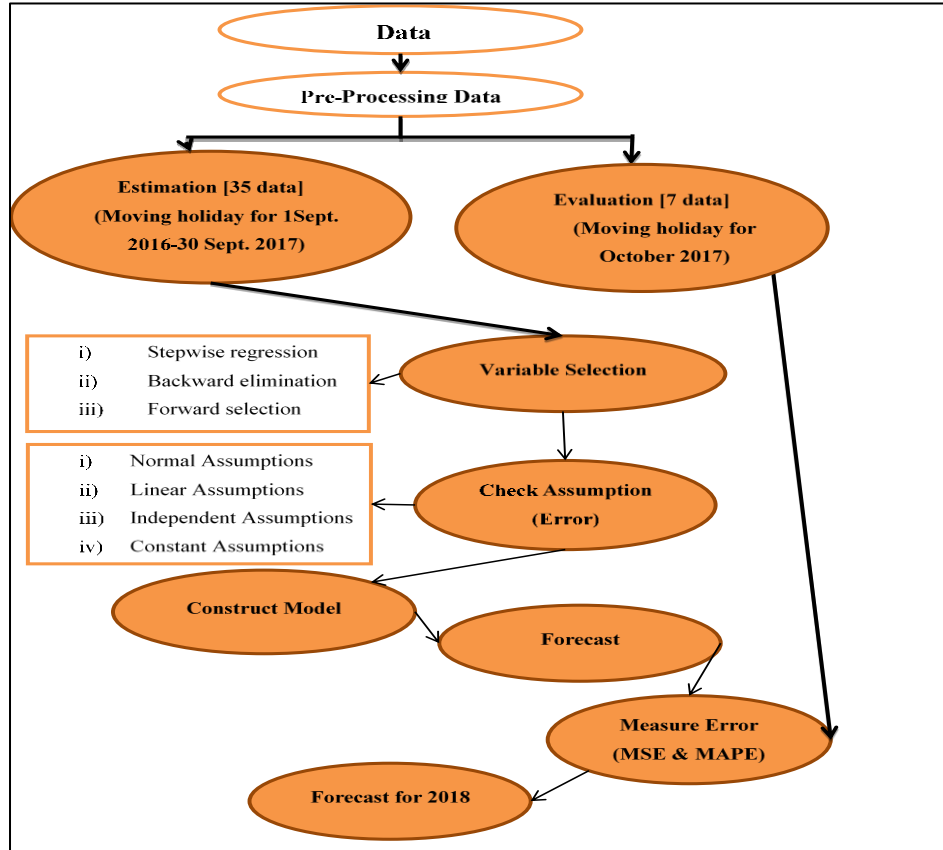 Data
Pre-Processing Data
Estimation [35 data]
(Moving holiday for 1Sept.
2016-30 Sept. 2017)
Evaluation [7 data]
(Moving holiday for
October 2017)
i) Stepwise regression
ii) Backward elimination
iii) Forward selection
Variable Selection
i) Normal Assumptions
ii) Linear Assumptions
iii) Independent Assumptions
iv) Constant Assumptions
Check Assumption
(Error)
Construct Model
Forecast
Measure Error
(MSE & MAPE)
Forecast for 2018